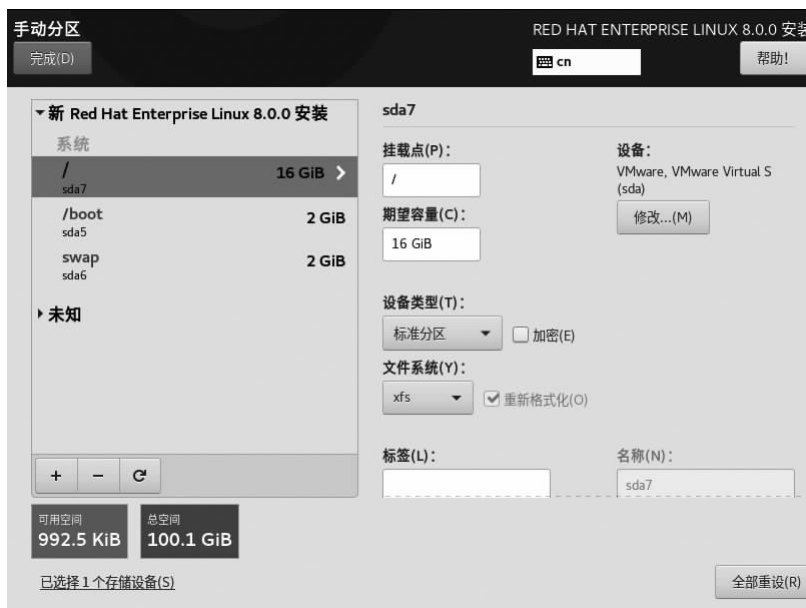 手动分区
RED HAT ENTERPRISE LINUX 8.0.0 安装
完成(D)
cn
帮助!
新 Red Hat Enterprise Linux 8.0.0 安装
系统
/
16 GiB
sda7
/boot
2 GiB
sda5
swap
2 GiB
sda6
未知
sda7
挂载点(P):
设备:
/
VMware, VMware Virtual S
(sda)
修改...(M)
期望容量(C):
16 GiB
设备类型(T):
标准分区
加密(E)
文件系统(Y):
xfs
重新格式化(O)
标签(L):
名称(N):
sda7
+ −
可用空间
992.5 KiB
总空间
100.1 GiB
已选择 1 个存储设备(S)
全部重设(R)